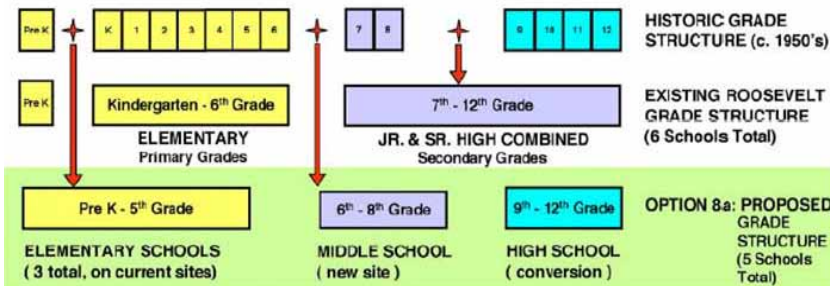 Pre K
K 1 2 3 4 5 6
7 8
9 10 11 12
HISTORIC GRADE
STRUCTURE (c. 1950's)
Pre K
Kindergarten - 6th Grade
7th - 12th Grade
EXISTING ROOSEVELT
GRADE STRUCTURE
(6 Schools Total)
ELEMENTARY
Primary Grades
JR. & SR. HIGH COMBINED
Secondary Grades
Pre K - 5th Grade
6th - 8th Grade
9th - 12th Grade
OPTION 8a: PROPOSED
GRADE
STRUCTURE
(5 Schools
Total)
ELEMENTARY SCHOOLS
( 3 total, on current sites)
MIDDLE SCHOOL
( new site )
HIGH SCHOOL
( conversion )